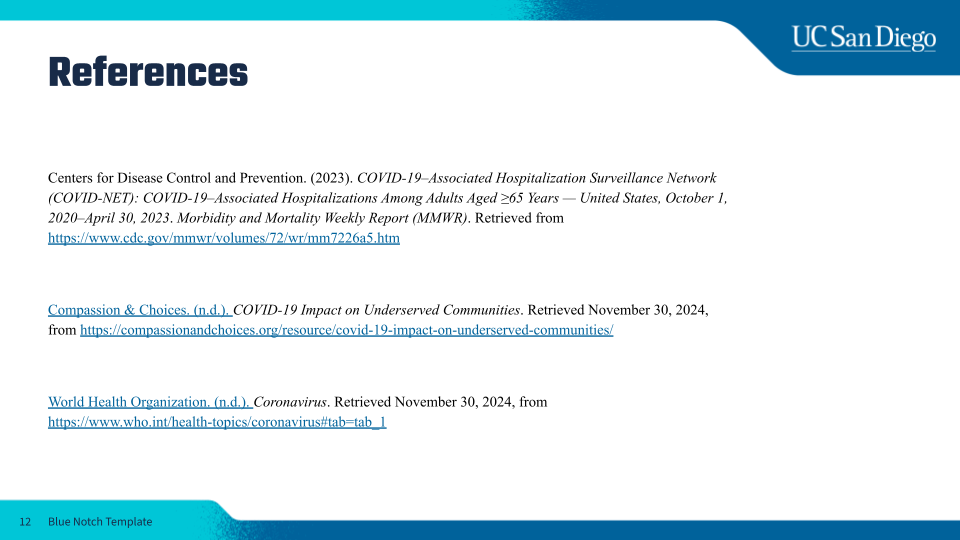 UC San Diego
References
Centers for Disease Control and Prevention. (2023). COVID-19–Associated Hospitalization Surveillance Network
(COVID-NET): COVID-19–Associated Hospitalizations Among Adults Aged ≥65 Years — United States, October 1,
2020–April 30, 2023. Morbidity and Mortality Weekly Report (MMWR). Retrieved from
https://www.cdc.gov/mmwr/volumes/72/wr/mm7226a5.htm
Compassion & Choices. (n.d.). COVID-19 Impact on Underserved Communities. Retrieved November 30, 2024,
from https://compassionandchoices.org/resource/covid-19-impact-on-underserved-communities/
World Health Organization. (n.d.). Coronavirus. Retrieved November 30, 2024, from
https://www.who.int/health-topics/coronavirus#tab=tab_1
12 Blue Notch Template